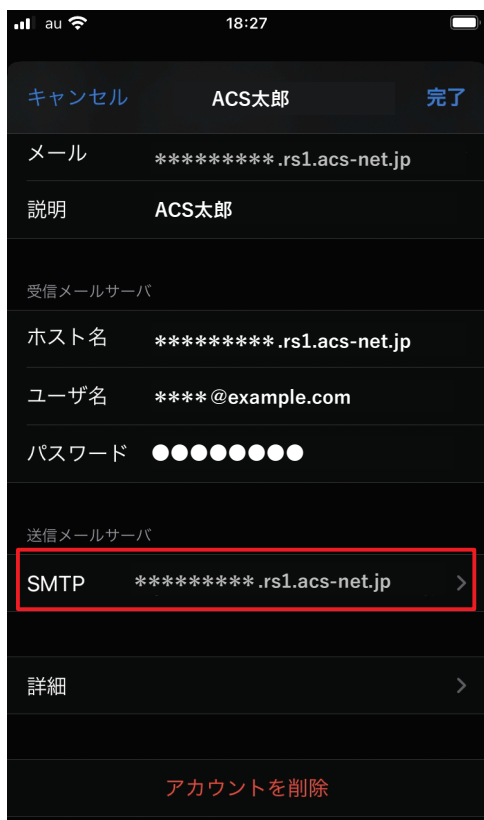 au 18:27
キャンセル ACS太郎 完了
メール *********.rs1.acs-net.jp
説明 ACS太郎
受信メールサーバ
ホスト名 *********.rs1.acs-net.jp
ユーザ名 ****@example.com
パスワード ●●●●●●●●
送信メールサーバ
SMTP *********.rs1.acs-net.jp
詳細
アカウントを削除